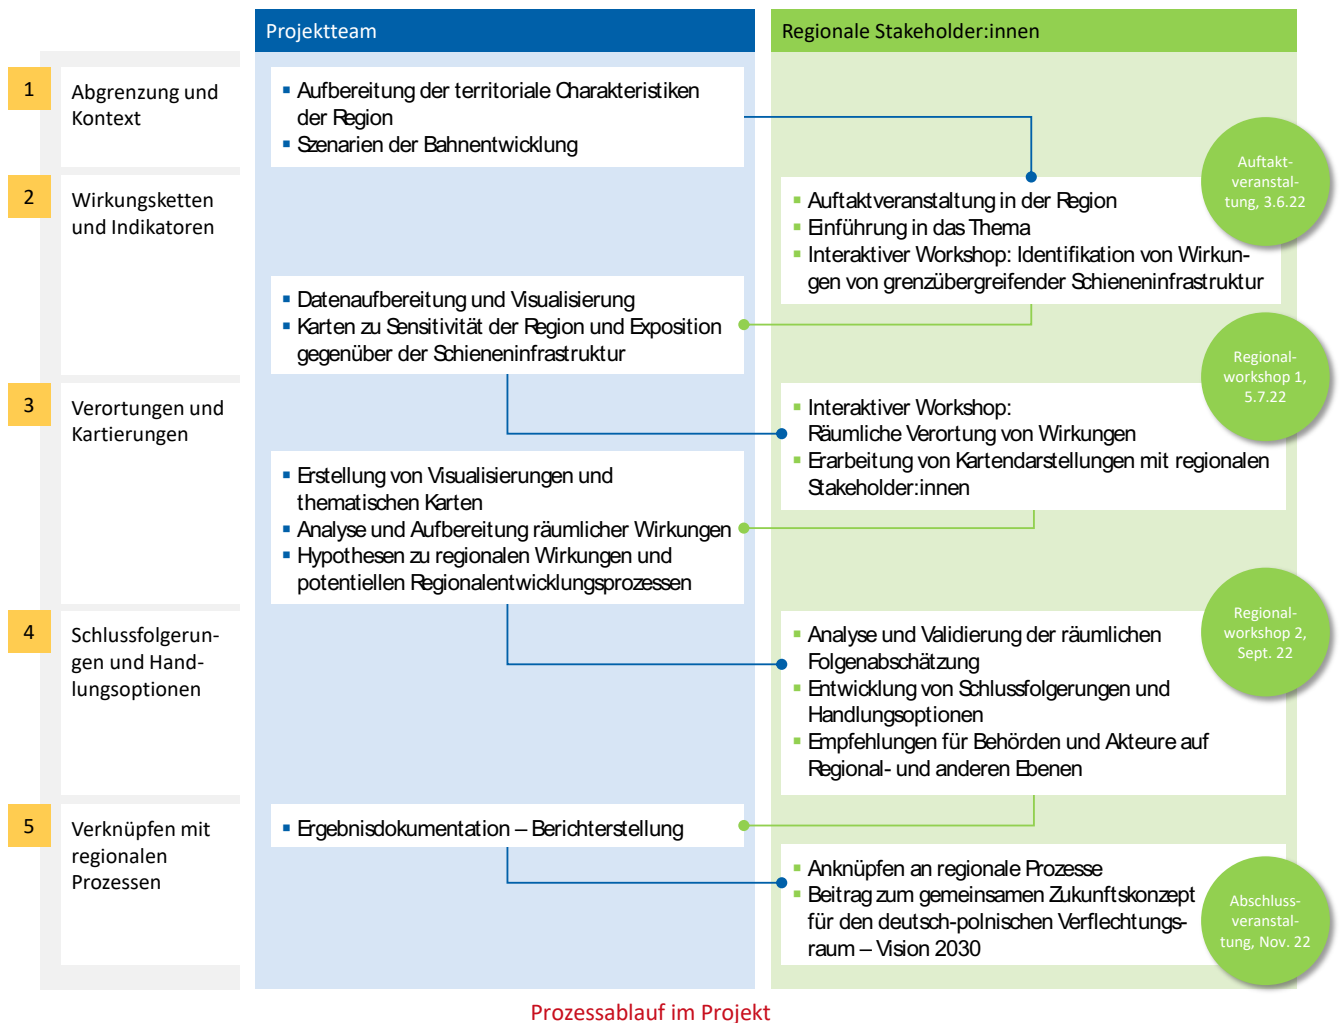 Projektteam
Regionale Stakeholder:innen
1
Abgrenzung und
Kontext
Aufbereitung der territoriale Charakteristiken
der Region
Szenarien der Bahnentwicklung
Auftakt-
veranstal-
tung, 3.6.22
2
Wirkungsketten
und Indikatoren
Auftaktveranstaltung in der Region
Einführung in das Thema
Interaktiver Workshop: Identifikation von Wirkun-
gen von grenzübergreifender Schieneninfrastruktur
Datenaufbereitung und Visualisierung
Karten zu Sensitivität der Region und Exposition
gegenüber der Schieneninfrastruktur
Regional-
workshop 1,
5.7.22
3
Verortungen und
Kartierungen
Interaktiver Workshop:
Räumliche Verortung von Wirkungen
Erarbeitung von Kartendarstellungen mit regionalen
Stakeholder:innen
Erstellung von Visualisierungen und
thematischen Karten
Analyse und Aufbereitung räumlicher Wirkungen
Hypothesen zu regionalen Wirkungen und
potentiellen Regionalentwicklungsprozessen
Regional-
workshop 2,
Sept. 22
4
Schlussfolgerun-
gen und Hand-
lungsoptionen
Analyse und Validierung der räumlichen
Folgenabschätzung
Entwicklung von Schlussfolgerungen und
Handlungsoptionen
Empfehlungen für Behörden und Akteure auf
Regional- und anderen Ebenen
5
Verknüpfen mit
regionalen
Prozessen
Ergebnisdokumentation – Berichterstellung
Anknüpfen an regionale Prozesse
Beitrag zum gemeinsamen Zukunftskonzept
für den deutsch-polnischen Verflechtungs-
raum – Vision 2030
Abschluss-
veranstal-
tung, Nov. 22
Prozessablauf im Projekt